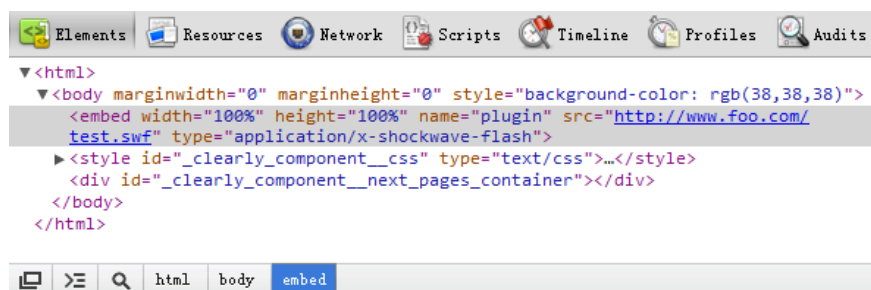 Elements Resources Network Scripts Timeline Profiles Audits
▼<html>
▼<body marginwidth="0" marginheight="0" style="background-color: rgb(38,38,38)">
<embed width="100%" height="100%" name="plugin" src="http://www.foo.com/
test.swf" type="application/x-shockwave-flash">
▶<style id="_clearly_component__css" type="text/css">…</style>
<div id="_clearly_component__next_pages_container"></div>
</body>
</html>
html body embed